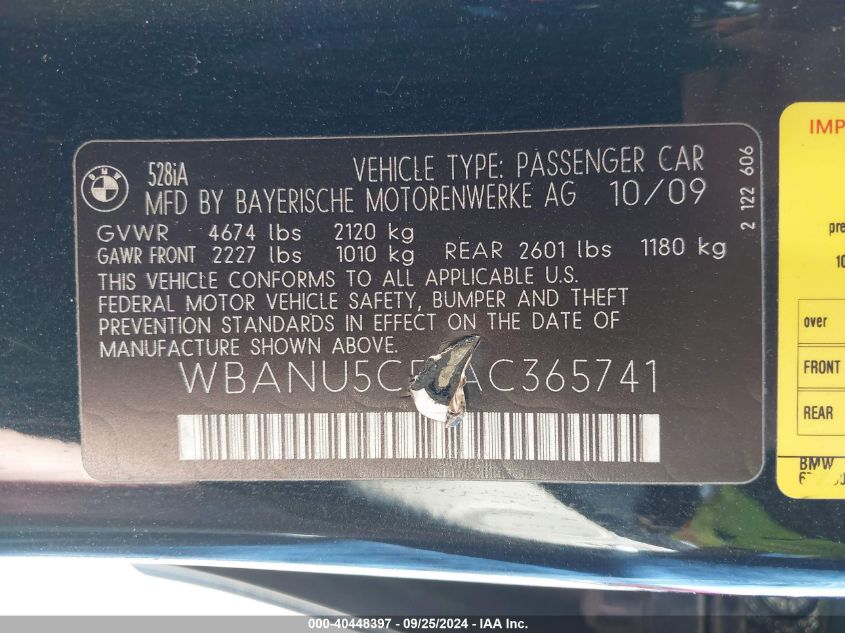 BMW
528iA
VEHICLE TYPE: PASSENGER CAR
MFD BY BAYERISCHE MOTORENWERKE AG 10/09
GVWR 4674 lbs 2120 kg
GAWR FRONT 2227 lbs 1010 kg REAR 2601 lbs 1180 kg
THIS VEHICLE CONFORMS TO ALL APPLICABLE U.S.
FEDERAL MOTOR VEHICLE SAFETY, BUMPER AND THEFT
PREVENTION STANDARDS IN EFFECT ON THE DATE OF
MANUFACTURE SHOWN ABOVE.
2 122 606
IMP
pre
10
over
FRONT
REAR
BMW
000-40448397 - 09/25/2024 - IAA Inc.